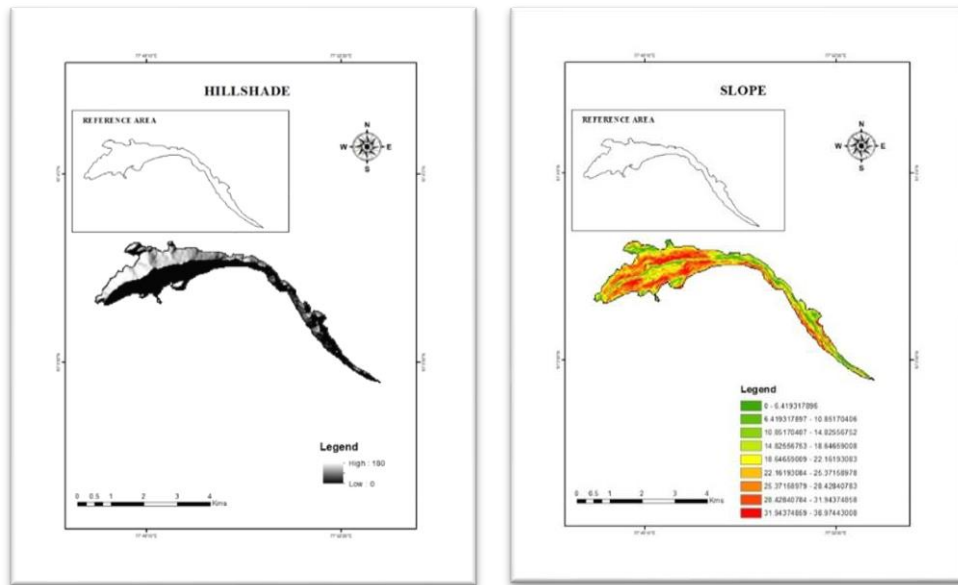 HILLSHADE
REFERENCE AREA
N
W
E
S
Legend
High : 180
Low : 0
0 0.5 1 2 3 4
Kms
SLOPE
REFERENCE AREA
N
W
E
S
Legend
0 - 6.419317896
6.419317897 - 10.85170486
10.85170487 - 14.82556752
14.82556753 - 18.64659008
18.64659009 - 22.16193083
22.16193084 - 25.37158978
25.37158979 - 28.42840783
28.42840784 - 31.94374858
31.94374859 - 38.97443008
0 0.5 1 2 3 4
Kms